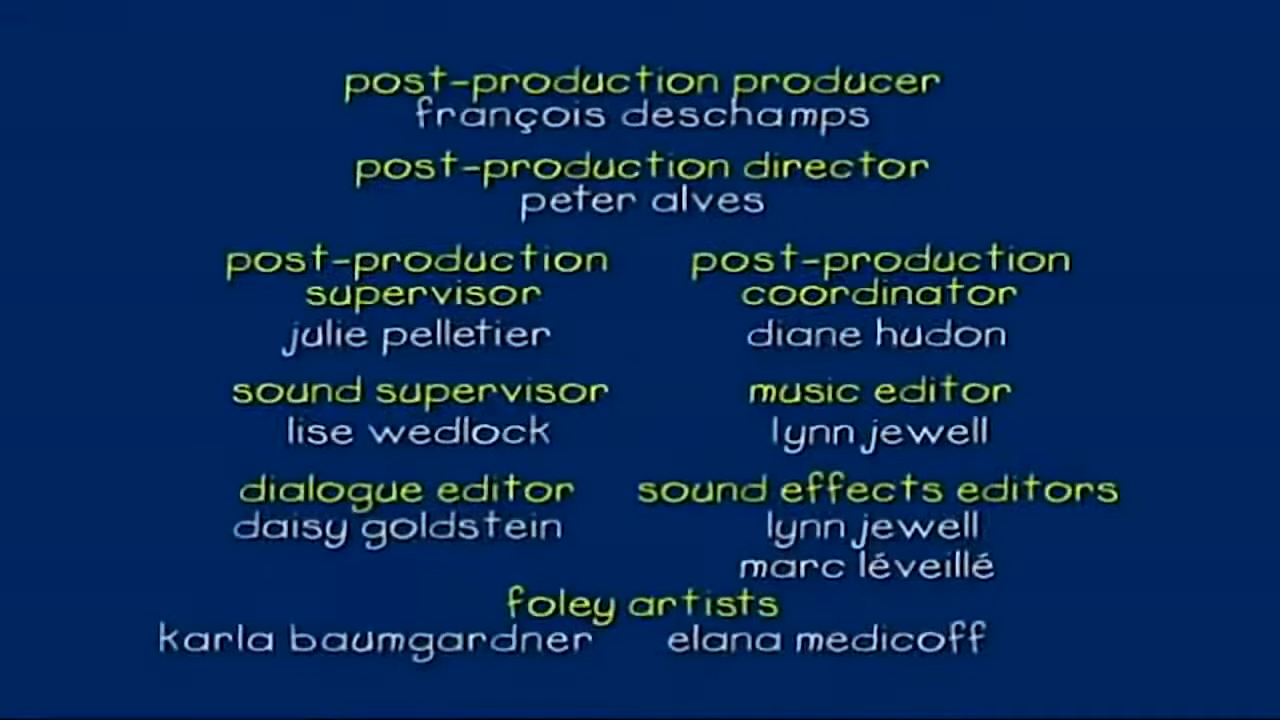 post-production producer
françois deschamps
post-production director
peter alves
post-production
supervisor
julie pelletier
post-production
coordinator
diane hudon
sound supervisor
lise wedlock
music editor
lynn jewell
dialogue editor
daisy goldstein
sound effects editors
lynn jewell
marc léveillé
foley artists
karla baumgardner elana medicoff